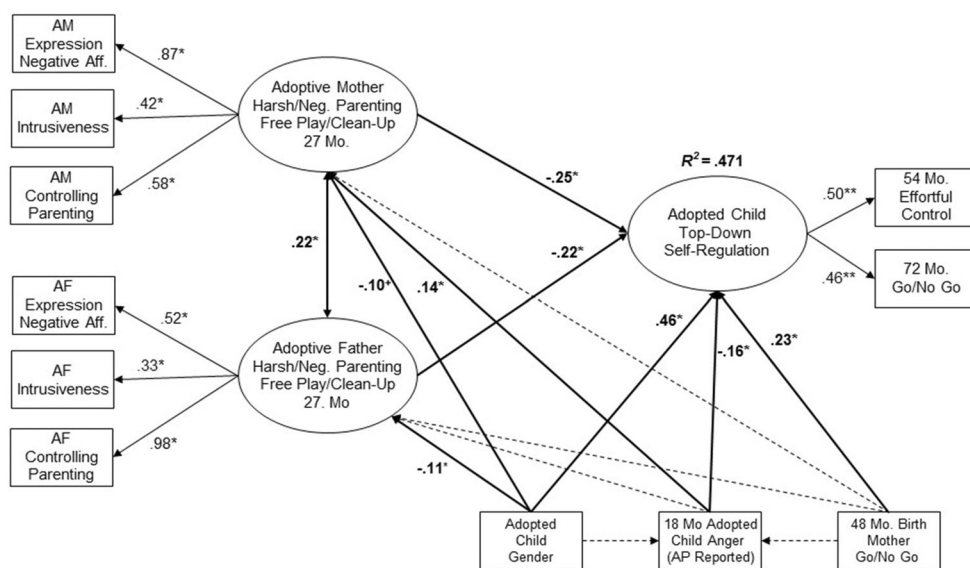 AM
Expression
Negative Aff.
.87*
AM
Intrusiveness
.42*
AM
Controlling
Parenting
.58*
Adoptive Mother
Harsh/Neg. Parenting
Free Play/Clean-Up
27 Mo.
-.25*
R² = .471
Adopted Child
Top-Down
Self-Regulation
.50**
54 Mo.
Effortful
Control
.46**
72 Mo.
Go/No Go
.22*
-.10+
.14*
-.22*
.46*
-.16*
.23*
AF
Expression
Negative Aff.
.52*
AF
Intrusiveness
.33*
AF
Controlling
Parenting
.98*
Adoptive Father
Harsh/Neg. Parenting
Free Play/Clean-Up
27. Mo
-.11*
Adopted
Child
Gender
18 Mo Adopted
Child Anger
(AP Reported)
48 Mo. Birth
Mother
Go/No Go